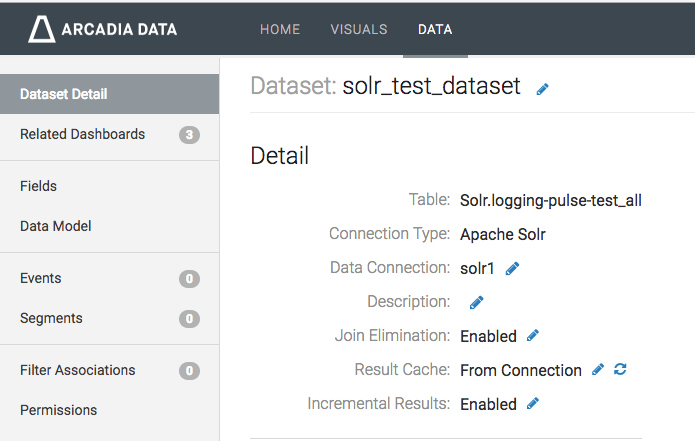 ARCADIA DATA HOME VISUALS DATA
Dataset Detail
Related Dashboards 3
Fields
Data Model
Events 0
Segments 0
Filter Associations 0
Permissions
Dataset: solr_test_dataset
Detail
Table: Solr.logging-pulse-test_all
Connection Type: Apache Solr
Data Connection: solr1
Description:
Join Elimination: Enabled
Result Cache: From Connection
Incremental Results: Enabled